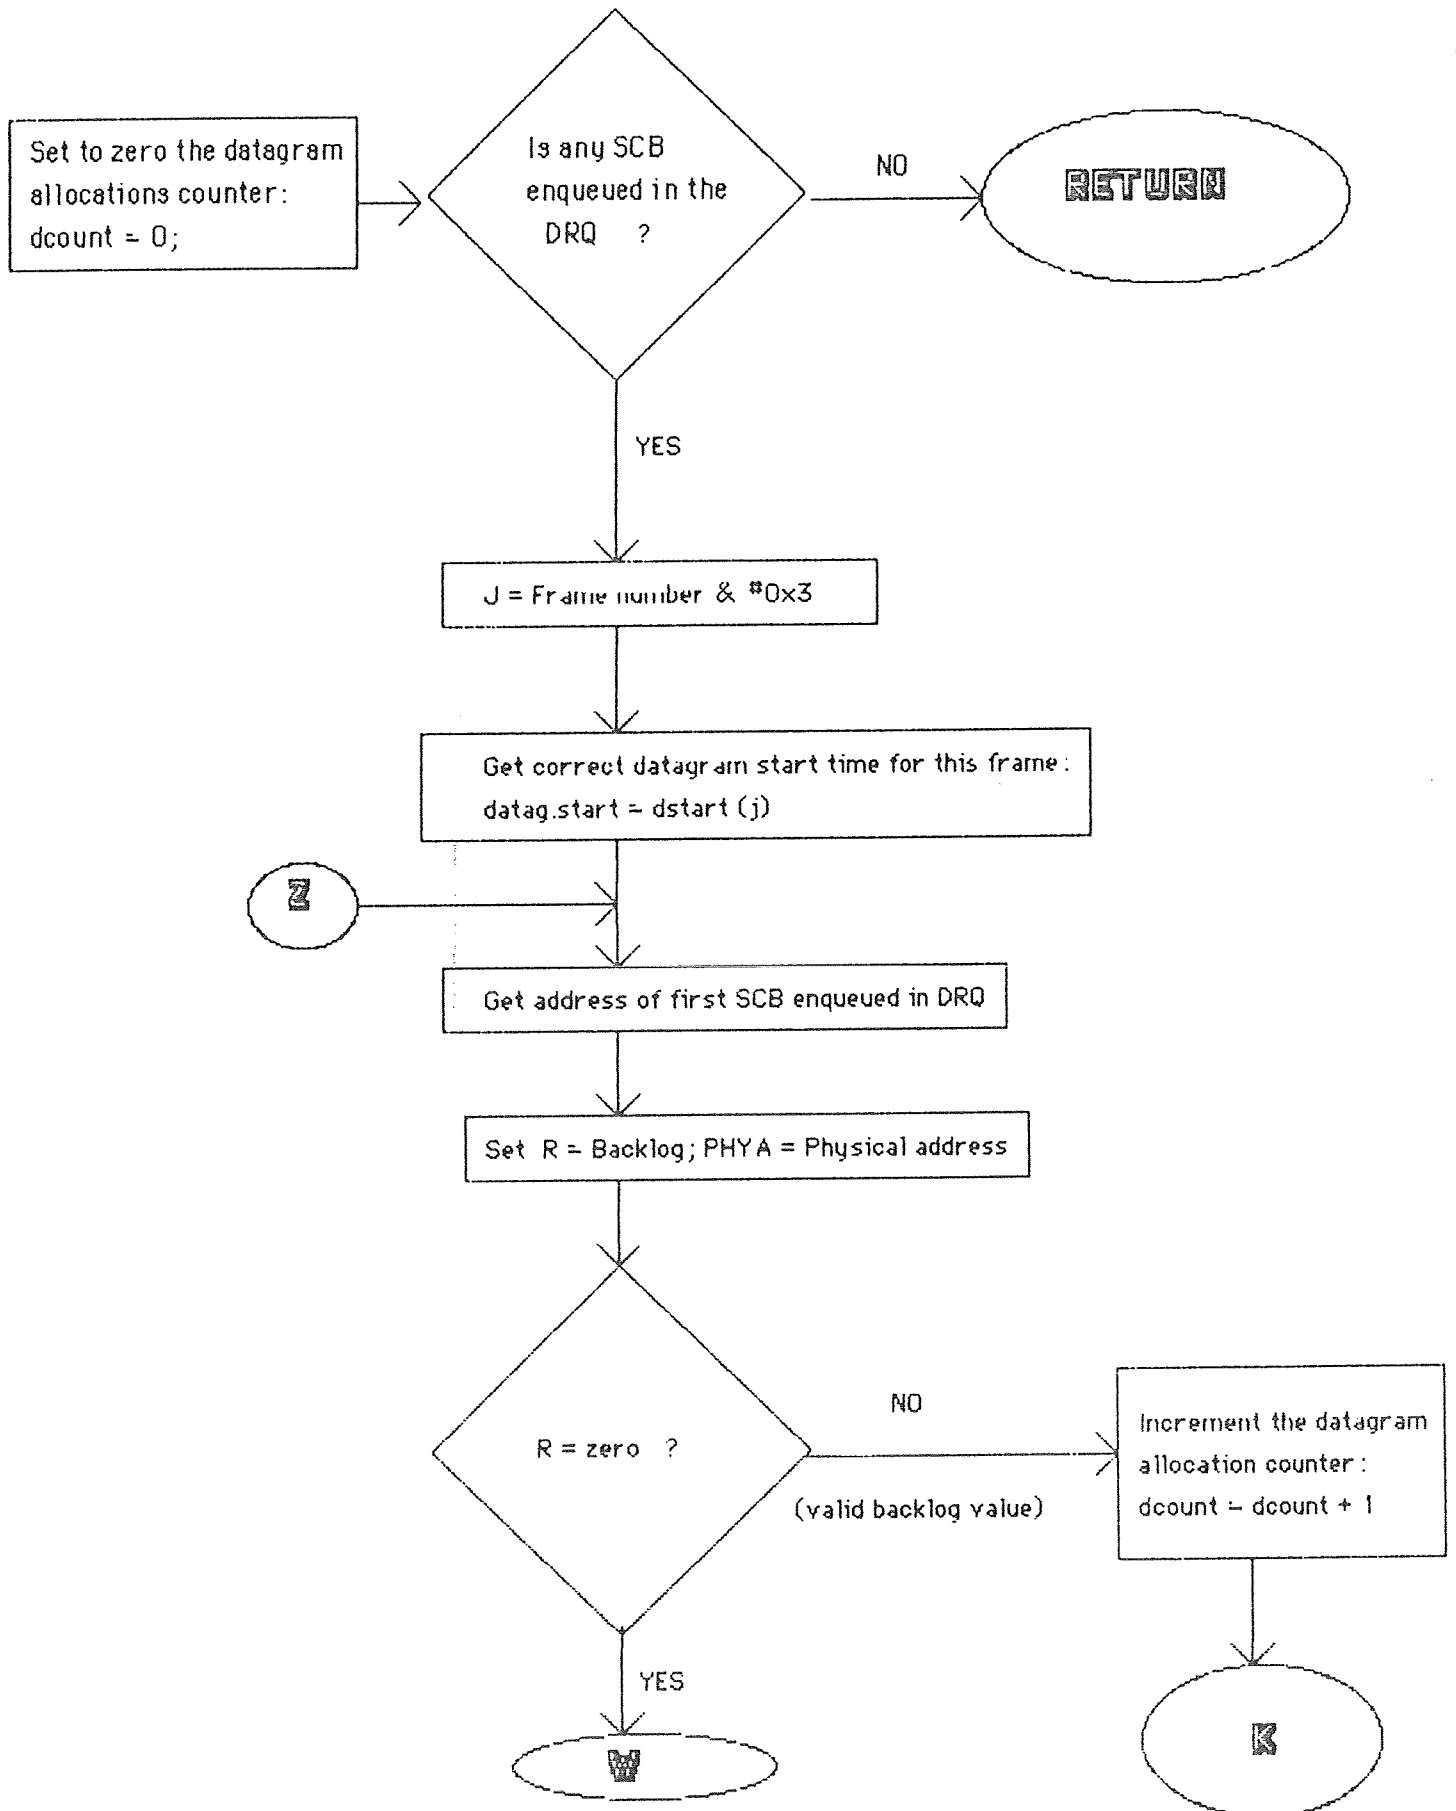 Set to zero the datagram
allocations counter:
dcount = 0;
Is any SCB
enqueued in the
DRQ ?
NO
RETURN
YES
J = Frame number & #0x3
Get correct datagram start time for this frame:
datag.start = dstart (j)
Z
Get address of first SCB enqueued in DRQ
Set R = Backlog; PHYA = Physical address
R = zero ?
NO
(valid backlog value)
Increment the datagram
allocation counter:
dcount = dcount + 1
YES
W
K